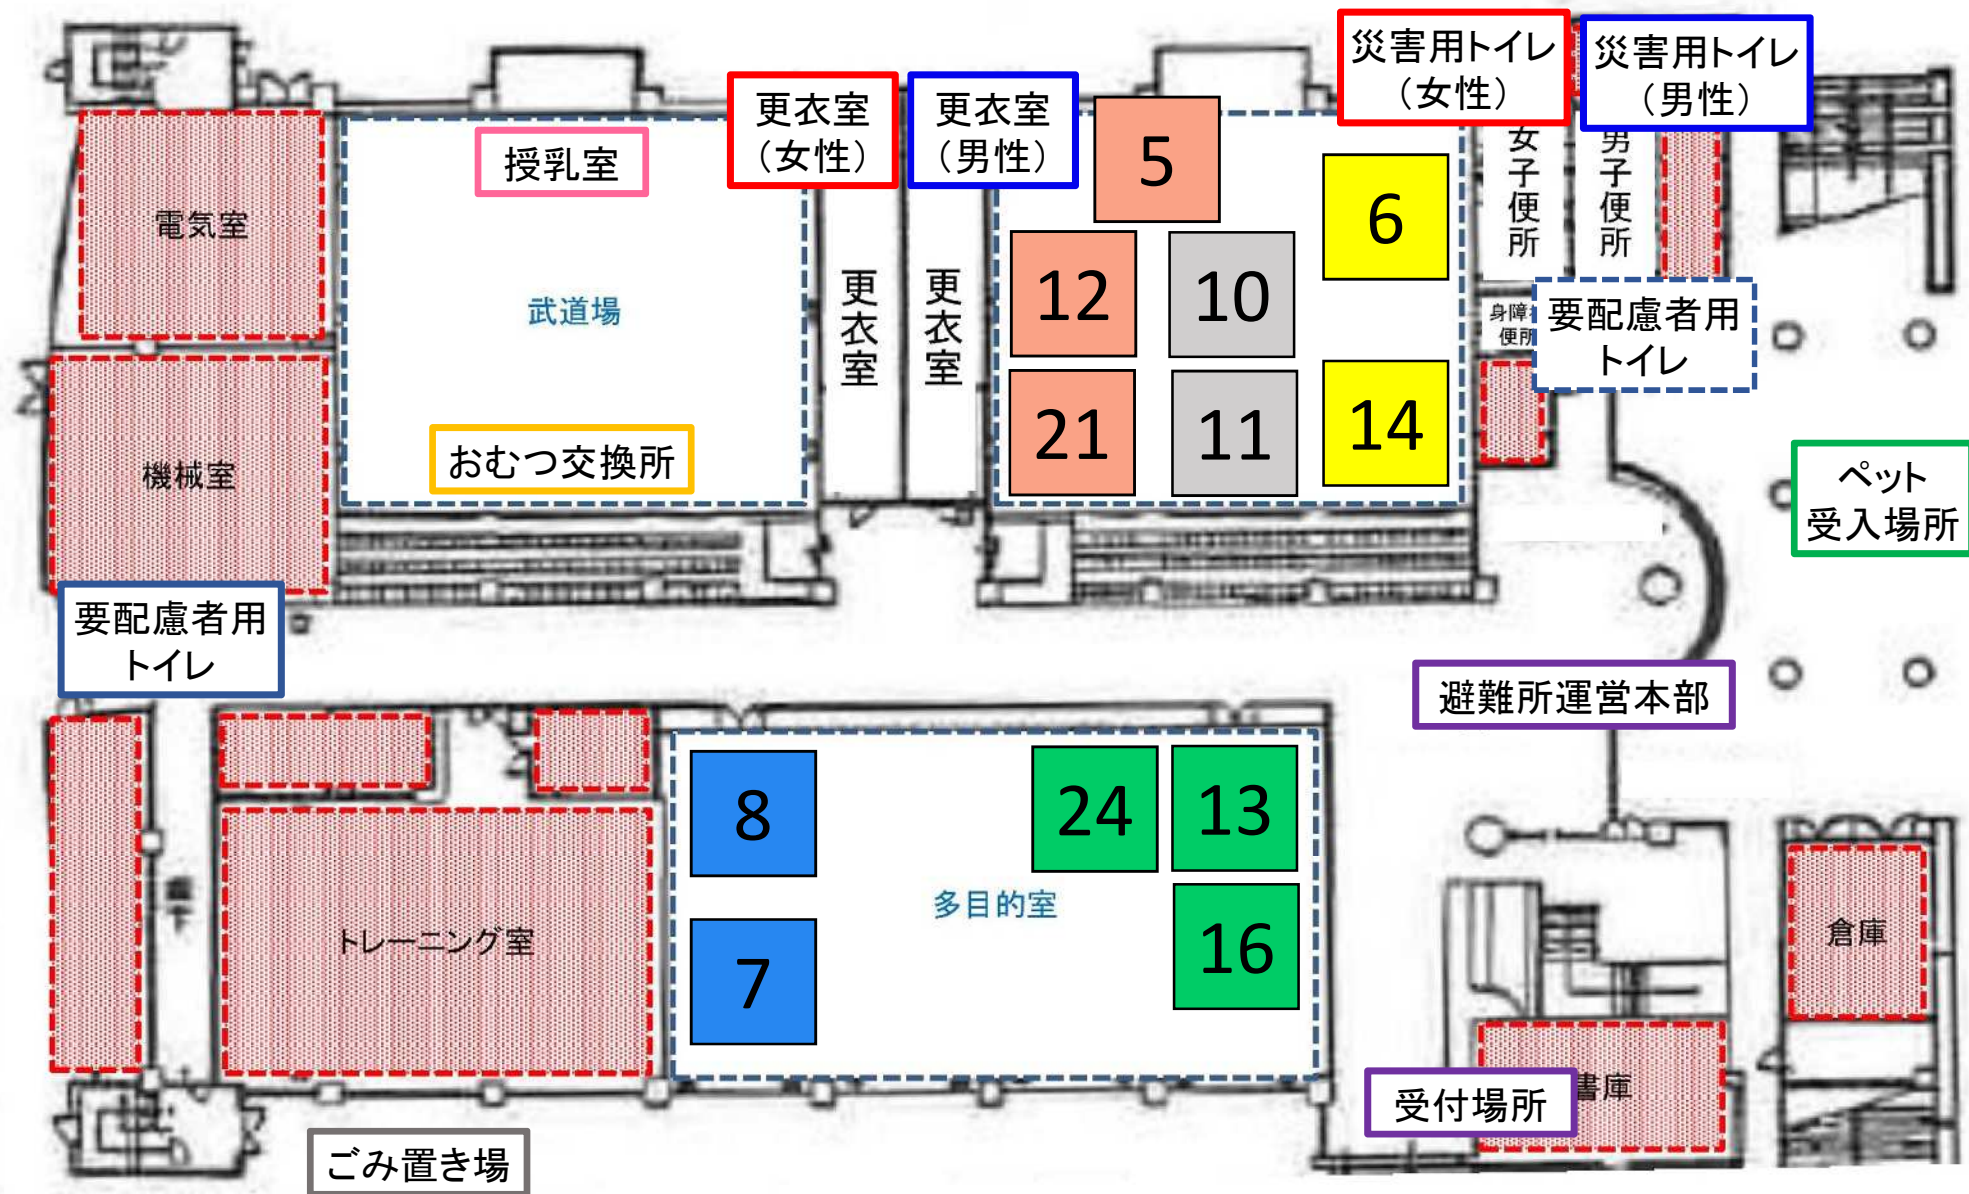 災害用トイレ
（女性）
災害用トイレ
（男性）
更衣室
（女性）
更衣室
（男性）
授乳室
5
6
女子便所
男子便所
電気室
武道場
更衣室
更衣室
12
10
身障
便所
要配慮者用
トイレ
機械室
おむつ交換所
21
11
14
ペット
受入場所
要配慮者用
トイレ
避難所運営本部
8
24
13
多目的室
トレーニング室
7
16
倉庫
受付場所
書庫
ごみ置き場